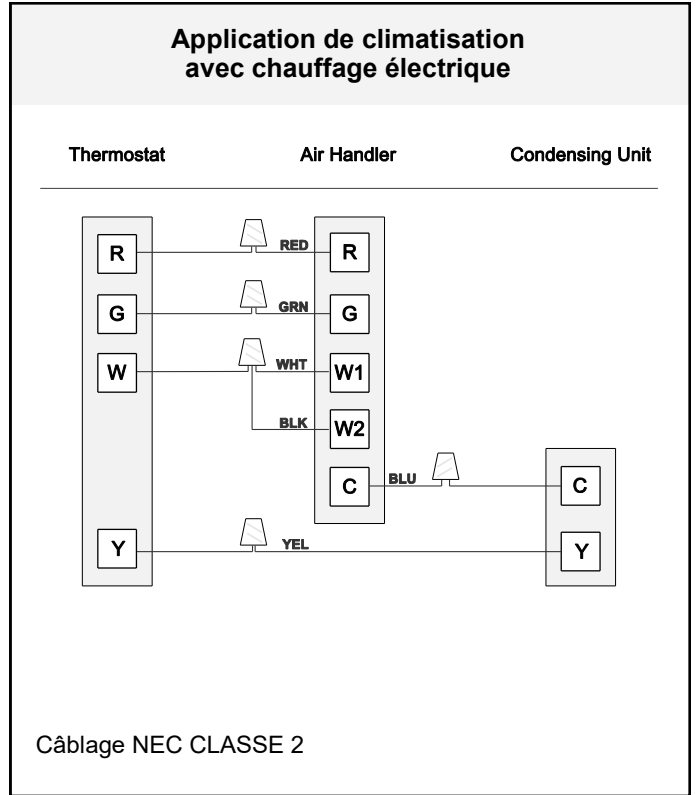 Application de climatisation
avec chauffage électrique
Thermostat Air Handler Condensing Unit
R RED R
G GRN G
W WHT W1
BLK W2
C BLU C
Y YEL Y
Câblage NEC CLASSE 2